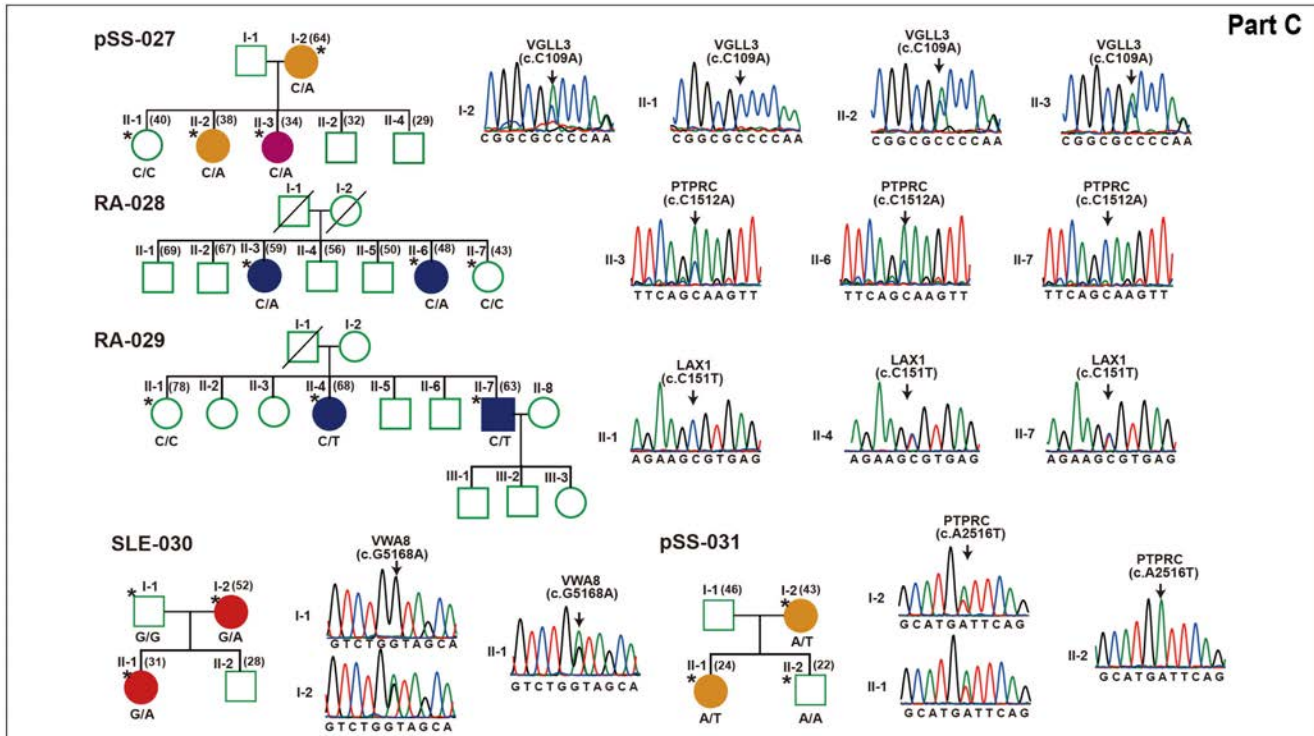 Part C
pSS-027
I-1
I-2 (64)
*
C/A
II-1 (40)
II-2 (38)
II-3 (34)
II-2 (32)
II-4 (29)
*
*
*
C/C
C/A
C/A
VGLL3
(c.C109A)
I-2
CGGCGCCCCAA
VGLL3
(c.C109A)
II-1
CGGCGCCCCAA
VGLL3
(c.C109A)
II-2
CGGCGCCCCAA
VGLL3
(c.C109A)
II-3
CGGCGCCCCAA
RA-028
I-1
I-2
II-1 (69)
II-2 (67)
II-3 (59)
II-4 (56)
II-5 (50)
II-6 (48)
II-7 (43)
*
*
*
C/A
C/A
C/C
PTPRC
(c.C1512A)
II-3
TTCAGCAAGTT
PTPRC
(c.C1512A)
II-6
TTCAGCAAGTT
PTPRC
(c.C1512A)
II-7
TTCAGCAAGTT
RA-029
I-1
I-2
II-1 (78)
II-2
II-3
II-4 (68)
II-5
II-6
II-7 (63)
II-8
*
*
*
C/C
C/T
C/T
III-1
III-2
III-3
LAX1
(c.C151T)
II-1
AGAAGCGTGAG
LAX1
(c.C151T)
II-4
AGAAGCGTGAG
LAX1
(c.C151T)
II-7
AGAAGCGTGAG
SLE-030
I-1
I-2 (52)
*
*
G/G
G/A
II-1 (31)
II-2 (28)
*
G/A
VWA8
(c.G5168A)
I-1
GTCTGGTAGCA
I-2
GTCTGGTAGCA
VWA8
(c.G5168A)
II-1
GTCTGGTAGCA
pSS-031
I-1 (46)
I-2 (43)
*
A/T
II-1 (24)
II-2 (22)
*
*
A/T
A/A
PTPRC
(c.A2516T)
I-2
GCATGATTCAG
II-1
GCATGATTCAG
PTPRC
(c.A2516T)
II-2
GCATGATTCAG